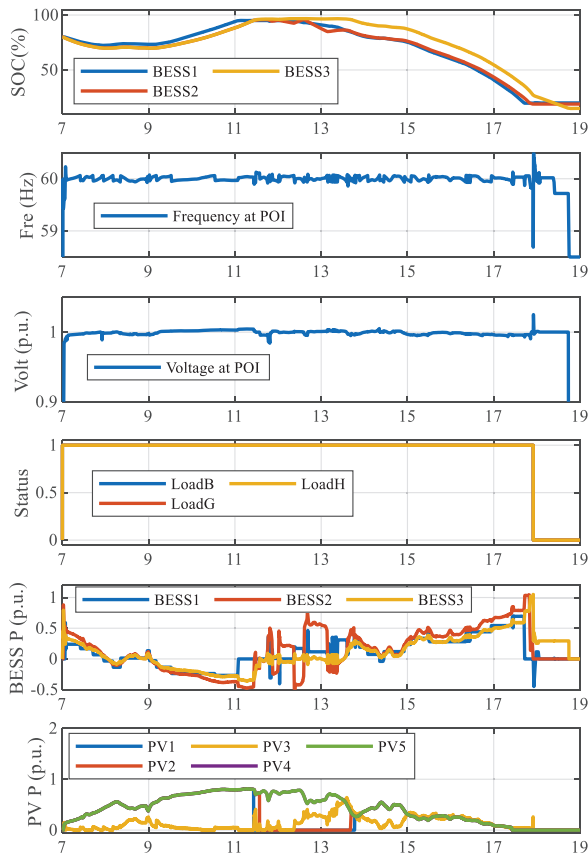 SOC(%)
100
50
BESS1
BESS3
BESS2
7 9 11 13 15 17 19
Fre (Hz)
60
59
Frequency at POI
7 9 11 13 15 17 19
Volt (p.u.)
1
0.9
Voltage at POI
7 9 11 13 15 17 19
Status
1
0.5
0
LoadB
LoadH
LoadG
7 9 11 13 15 17 19
BESS P (p.u.)
1
0.5
0
-0.5
BESS1 BESS2 BESS3
7 9 11 13 15 17 19
PV P (p.u.)
2
1
0
PV1 PV3 PV5
PV2 PV4
7 9 11 13 15 17 19